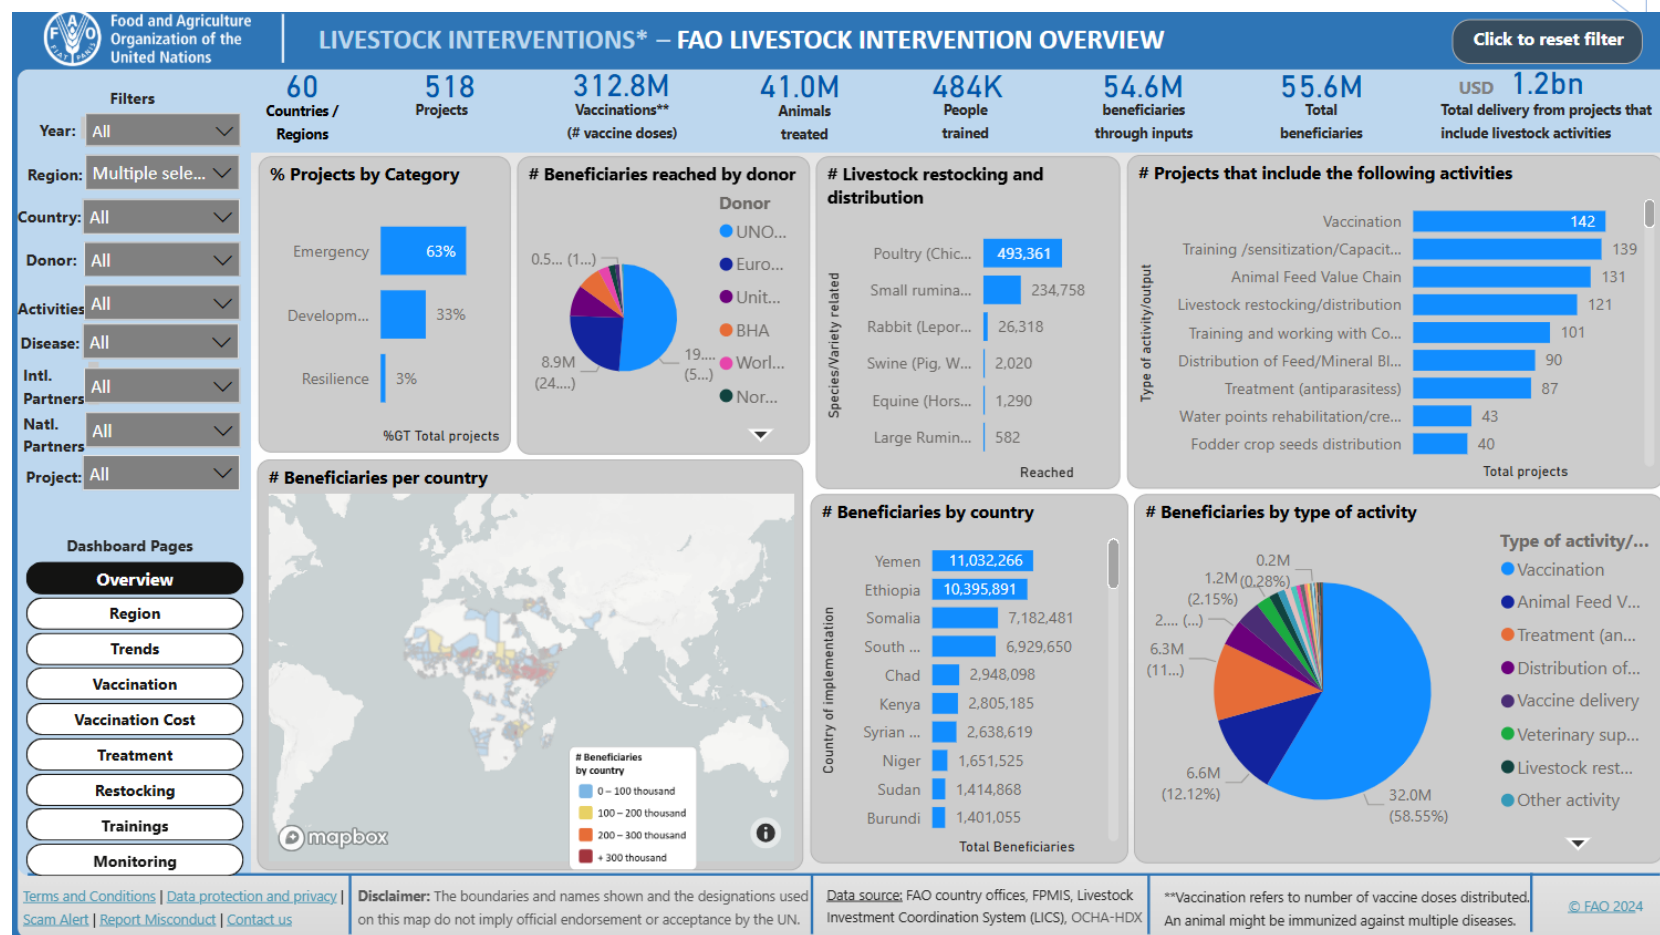 Food and Agriculture
Organization of the
United Nations
LIVESTOCK INTERVENTIONS* – FAO LIVESTOCK INTERVENTION OVERVIEW
Click to reset filter
60
Countries /
Regions
518
Projects
312.8M
Vaccinations**
(# vaccine doses)
41.0M
Animals
treated
484K
People
trained
54.6M
beneficiaries
through inputs
55.6M
Total
beneficiaries
USD 1.2bn
Total delivery from projects that
include livestock activities
Filters
Year: All
Region: Multiple sele...
Country: All
Donor: All
Activities All
Disease: All
Intl.
Partners All
Natl.
Partners All
Project: All
Dashboard Pages
Overview
Region
Trends
Vaccination
Vaccination Cost
Treatment
Restocking
Trainings
Monitoring
% Projects by Category
Emergency 63%
Developm... 33%
Resilience 3%
%GT Total projects
# Beneficiaries reached by donor
Donor
UNO...
Euro...
Unit...
BHA
Worl...
Nor...
0.5... (1...)
8.9M
(24....)
19....
(5...)
# Livestock restocking and
distribution
Species/Variety related
Poultry (Chic... 493,361
Small rumina... 234,758
Rabbit (Lepor... 26,318
Swine (Pig, W... 2,020
Equine (Hors... 1,290
Large Rumin... 582
Reached
# Projects that include the following activities
Type of activity/output
Vaccination 142
Training /sensitization/Capacit... 139
Animal Feed Value Chain 131
Livestock restocking/distribution 121
Training and working with Co... 101
Distribution of Feed/Mineral Bl... 90
Treatment (antiparasitess) 87
Water points rehabilitation/cre... 43
Fodder crop seeds distribution 40
Total projects
# Beneficiaries per country
# Beneficiaries
by country
0 – 100 thousand
100 – 200 thousand
200 – 300 thousand
+ 300 thousand
mapbox
# Beneficiaries by country
Country of implementation
Yemen 11,032,266
Ethiopia 10,395,891
Somalia 7,182,481
South ... 6,929,650
Chad 2,948,098
Kenya 2,805,185
Syrian ... 2,638,619
Niger 1,651,525
Sudan 1,414,868
Burundi 1,401,055
Total Beneficiaries
# Beneficiaries by type of activity
Type of activity/...
Vaccination
Animal Feed V...
Treatment (an...
Distribution of...
Vaccine delivery
Veterinary sup...
Livestock rest...
Other activity
0.2M
(0.28%)
1.2M
(2.15%)
2.... (...)
6.3M
(11...)
6.6M
(12.12%)
32.0M
(58.55%)
Terms and Conditions | Data protection and privacy |
Scam Alert | Report Misconduct | Contact us
Disclaimer: The boundaries and names shown and the designations used
on this map do not imply official endorsement or acceptance by the UN.
Data source: FAO country offices, FPMIS, Livestock
Investment Coordination System (LICS), OCHA-HDX
**Vaccination refers to number of vaccine doses distributed.
An animal might be immunized against multiple diseases.
© FAO 2024